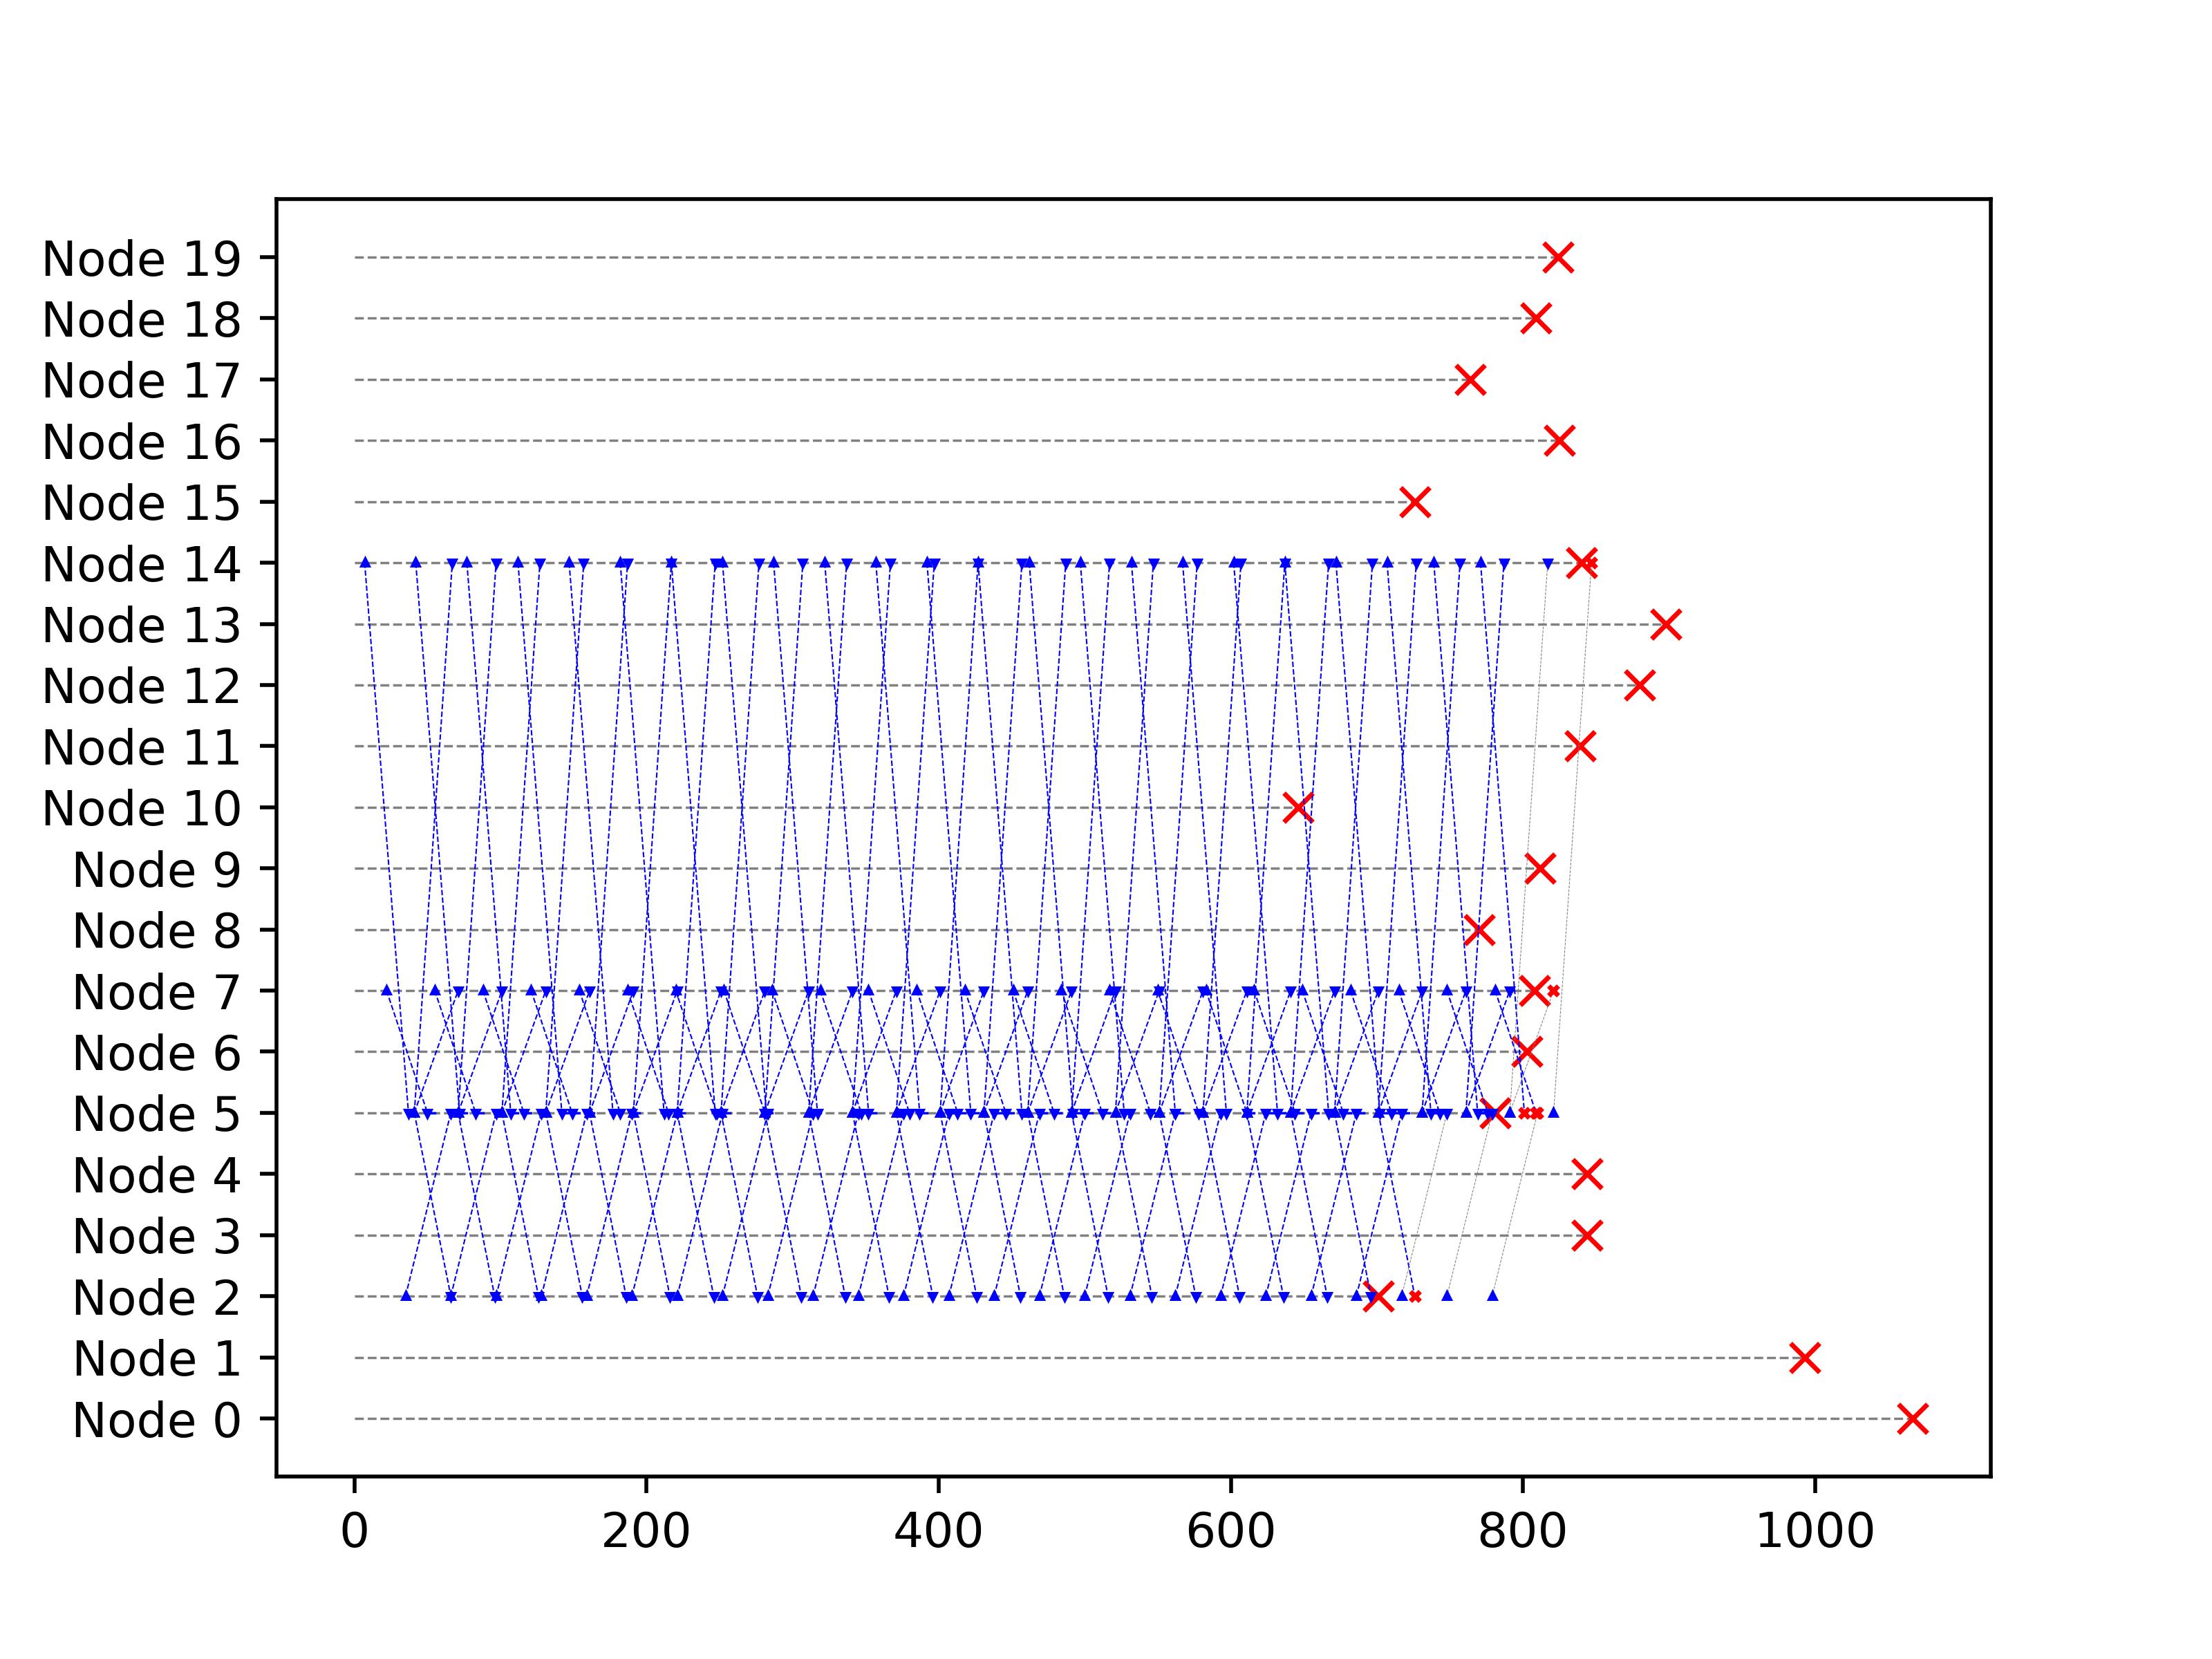 Node 19
Node 18
Node 17
Node 16
Node 15
Node 14
Node 13
Node 12
Node 11
Node 10
Node 9
Node 8
Node 7
Node 6
Node 5
Node 4
Node 3
Node 2
Node 1
Node 0
0 200 400 600 800 1000